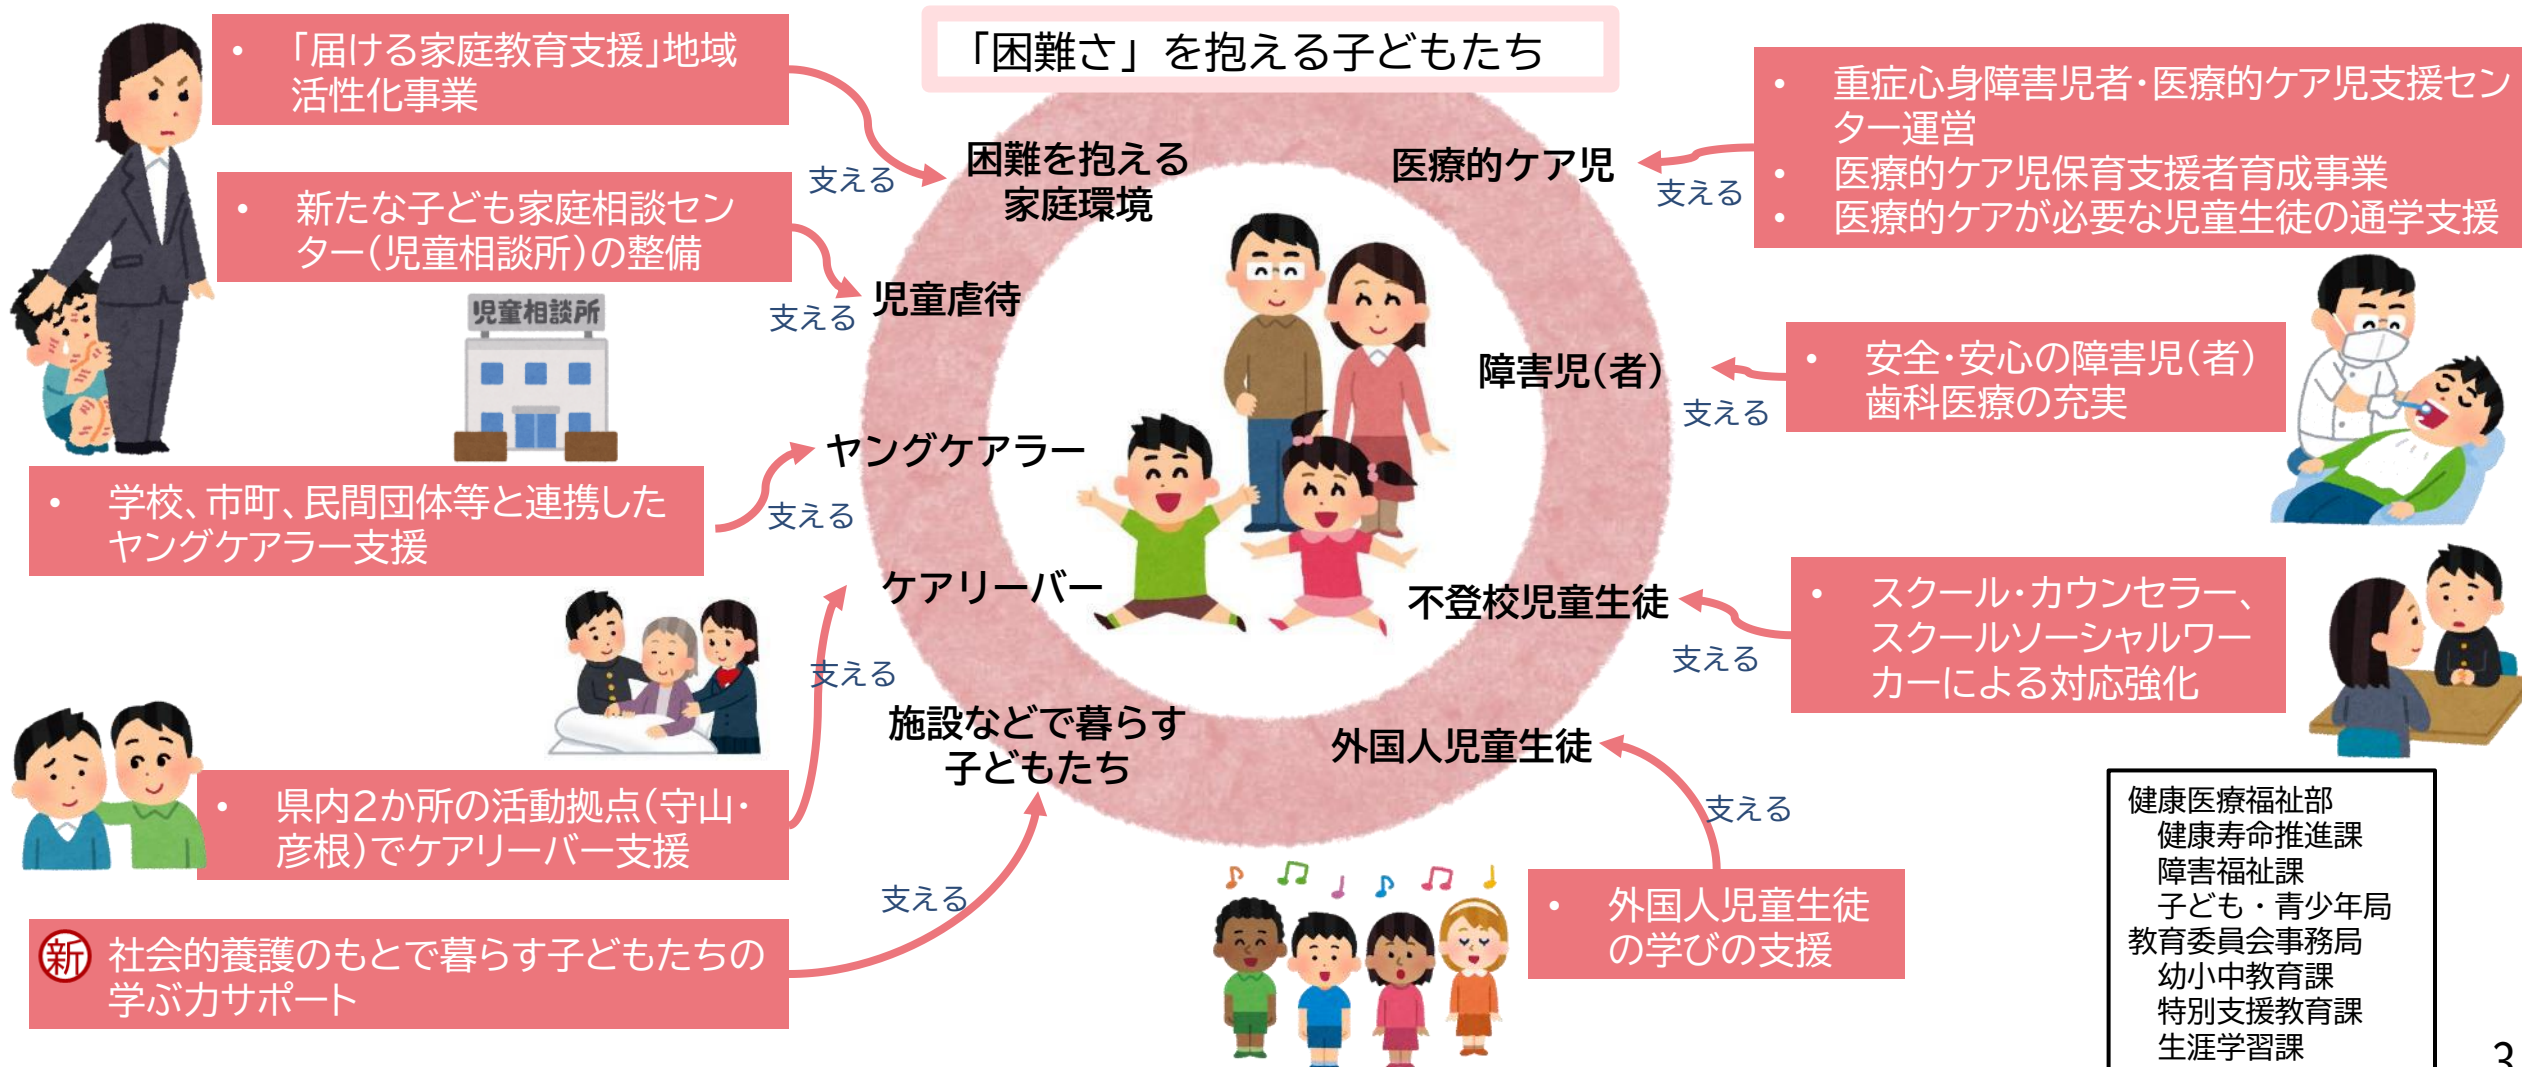 「困難さ」を抱える子どもたち
• 「届ける家庭教育支援」地域
活性化事業
支える
困難を抱える
家庭環境
• 新たな子ども家庭相談セン
ター(児童相談所)の整備
支える
児童虐待
児童相談所
• 学校、市町、民間団体等と連携した
ヤングケアラー支援
支える
ヤングケアラー
• 県内2か所の活動拠点(守山・
彦根)でケアリーバー支援
支える
ケアリーバー
新 社会的養護のもとで暮らす子どもたちの
学ぶ力サポート
支える
施設などで暮らす
子どもたち
医療的ケア児
支える
• 重症心身障害児者・医療的ケア児支援セン
ター運営
• 医療的ケア児保育支援者育成事業
• 医療的ケアが必要な児童生徒の通学支援
障害児(者)
支える
• 安全・安心の障害児(者)
歯科医療の充実
不登校児童生徒
支える
• スクール・カウンセラー、
スクールソーシャルワー
カーによる対応強化
外国人児童生徒
支える
• 外国人児童生徒
の学びの支援
健康医療福祉部
健康寿命推進課
障害福祉課
子ども・青少年局
教育委員会事務局
幼小中教育課
特別支援教育課
生涯学習課
3